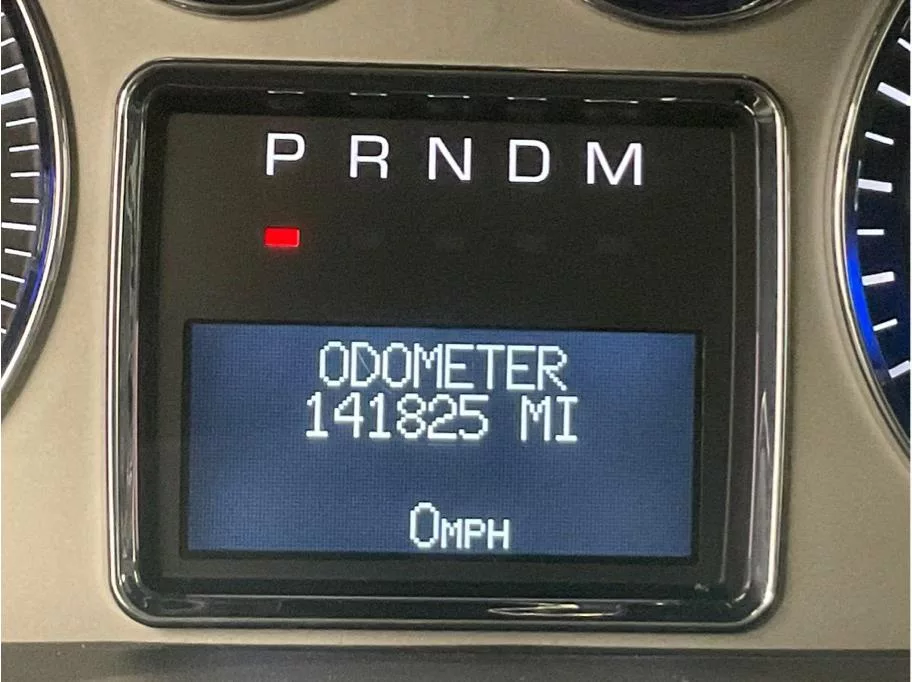 P R N D M
ODOMETER
141825 MI
0MPH